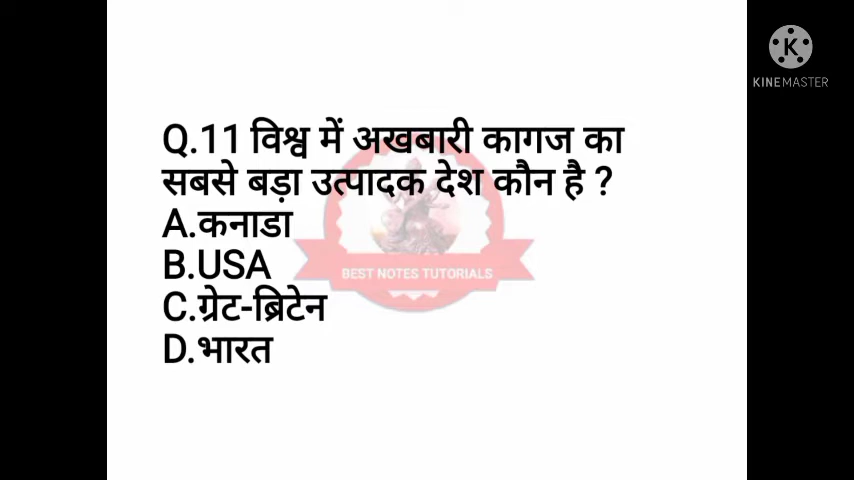 Q.11 विश्व में अखबारी कागज का
सबसे बड़ा उत्पादक देश कौन है ?
A.कनाडा
B.USA
C.ग्रेट-ब्रिटेन
D.भारत
BEST NOTES TUTORIALS
K
KINEMASTER